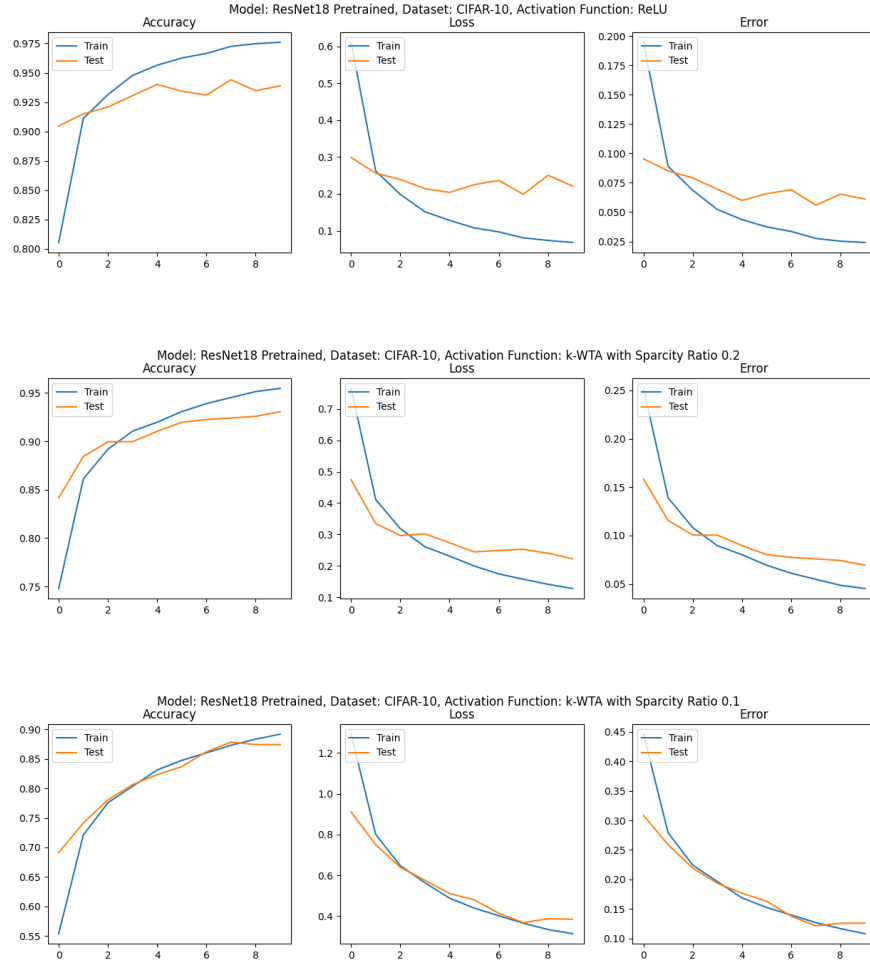 Model: ResNet18 Pretrained, Dataset: CIFAR-10, Activation Function: ReLU
Accuracy Loss Error
Train Train Train
Test Test Test
0.975
0.950
0.925
0.900
0.875
0.850
0.825
0.800
0 2 4 6 8
0.6
0.5
0.4
0.3
0.2
0.1
0 2 4 6 8
0.200
0.175
0.150
0.125
0.100
0.075
0.050
0.025
0 2 4 6 8
Model: ResNet18 Pretrained, Dataset: CIFAR-10, Activation Function: k-WTA with Sparcity Ratio 0.2
Accuracy Loss Error
Train Train Train
Test Test Test
0.95
0.90
0.85
0.80
0.75
0 2 4 6 8
0.7
0.6
0.5
0.4
0.3
0.2
0.1
0 2 4 6 8
0.25
0.20
0.15
0.10
0.05
0 2 4 6 8
Model: ResNet18 Pretrained, Dataset: CIFAR-10, Activation Function: k-WTA with Sparcity Ratio 0.1
Accuracy Loss Error
Train Train Train
Test Test Test
0.90
0.85
0.80
0.75
0.70
0.65
0.60
0.55
0 2 4 6 8
1.2
1.0
0.8
0.6
0.4
0 2 4 6 8
0.45
0.40
0.35
0.30
0.25
0.20
0.15
0.10
0 2 4 6 8